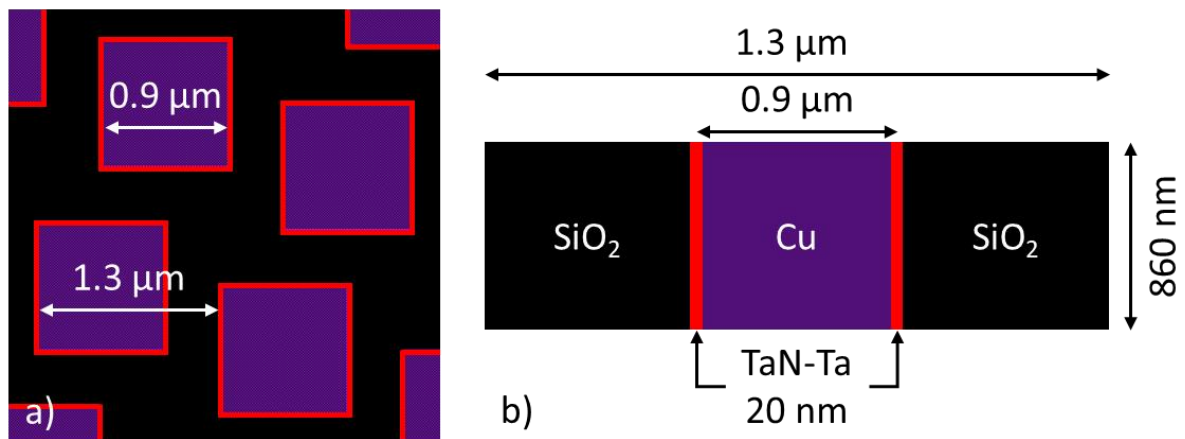 0.9 µm
1.3 µm
a)
1.3 µm
0.9 µm
SiO₂
Cu
SiO₂
860 nm
TaN-Ta
20 nm
b)